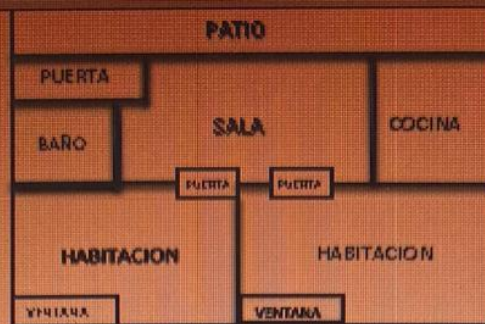 PATIO
PUERTA
SALA
COCINA
BAÑO
PUERTA
PUERTA
HABITACION
HABITACION
VENTANA
VENTANA